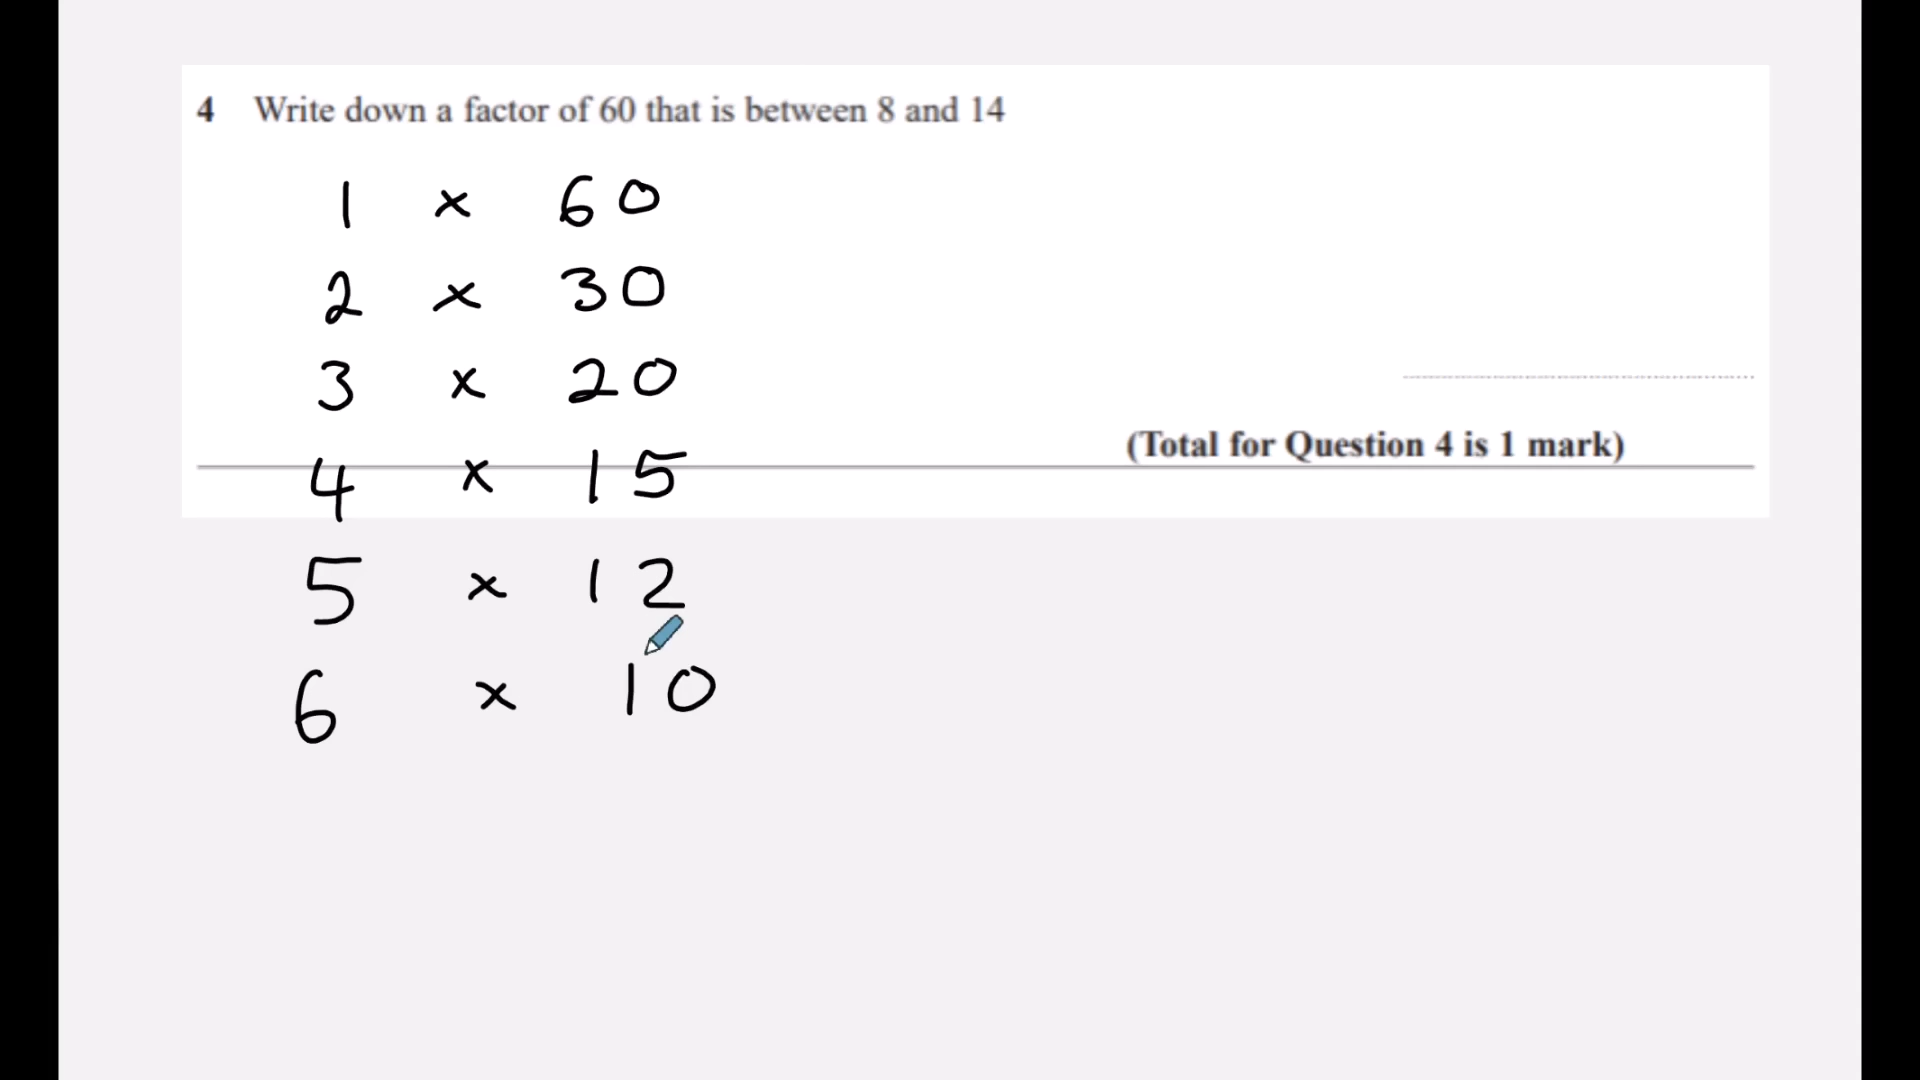 4 Write down a factor of 60 that is between 8 and 14
1 × 60
2 × 30
3 × 20
(Total for Question 4 is 1 mark)
4 × 15
5 × 12
6 × 10